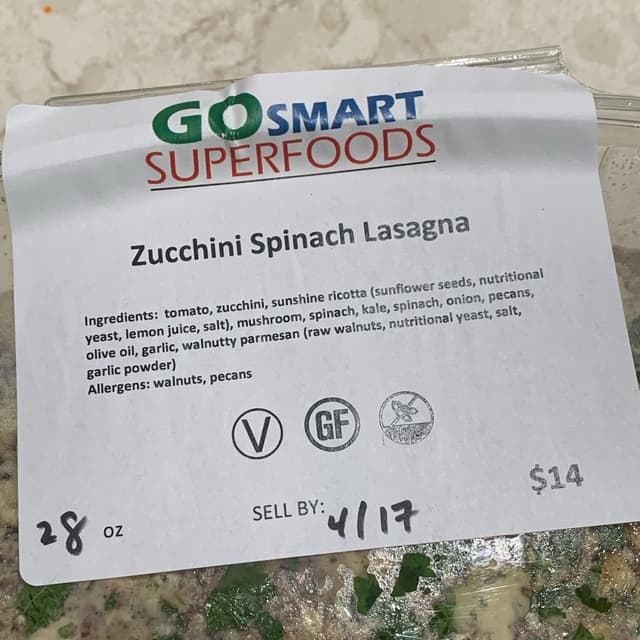 GO SMART
SUPERFOODS
Zucchini Spinach Lasagna
Ingredients: tomato, zucchini, sunshine ricotta (sunflower seeds, nutritional
yeast, lemon juice, salt), mushroom, spinach, kale, spinach, onion, pecans,
olive oil, garlic, walnutty parmesan (raw walnuts, nutritional yeast, salt,
garlic powder)
Allergens: walnuts, pecans
V GF
$14
28 OZ SELL BY: 4/17